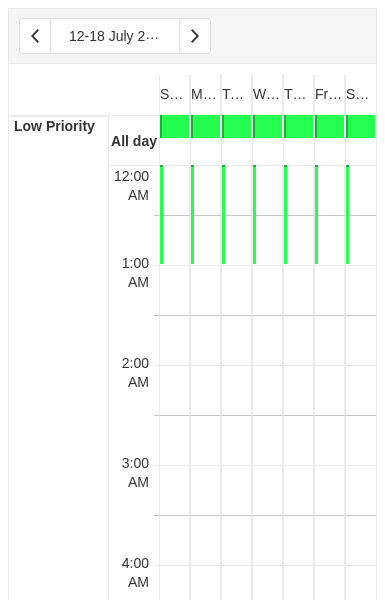 12-18 July 2···
S… M… T… W… T… Fr… S…
Low Priority
All day
12:00
AM
1:00
AM
2:00
AM
3:00
AM
4:00
AM